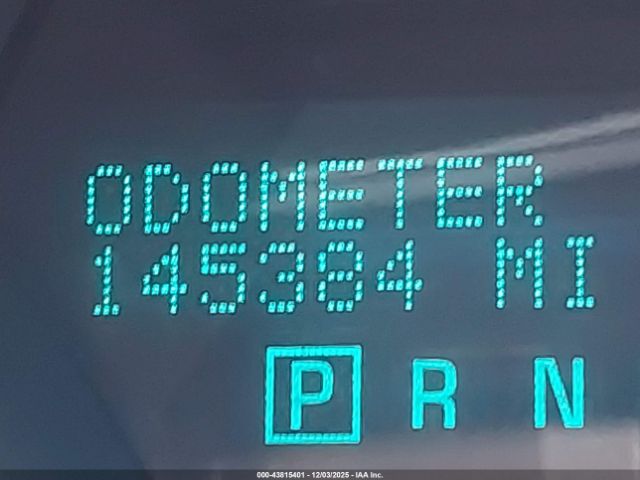 ODOMETER
145384 MI
P R N
000-43815401 - 12/03/2025 - IAA Inc.